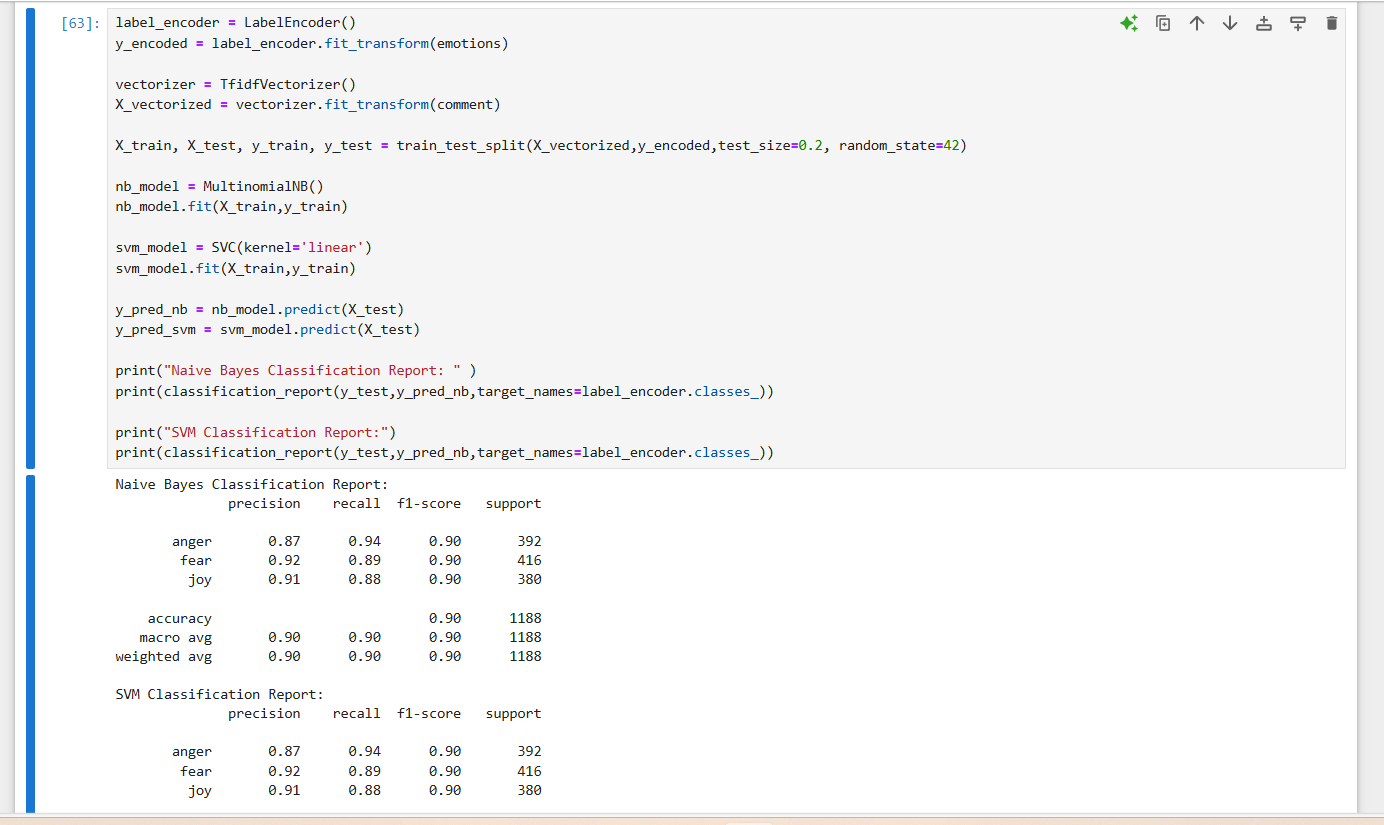 [63]: label_encoder = LabelEncoder()
y_encoded = label_encoder.fit_transform(emotions)
vectorizer = TfidfVectorizer()
X_vectorized = vectorizer.fit_transform(comment)
X_train, X_test, y_train, y_test = train_test_split(X_vectorized,y_encoded,test_size=0.2, random_state=42)
nb_model = MultinomialNB()
nb_model.fit(X_train,y_train)
svm_model = SVC(kernel='linear')
svm_model.fit(X_train,y_train)
y_pred_nb = nb_model.predict(X_test)
y_pred_svm = svm_model.predict(X_test)
print("Naive Bayes Classification Report: " )
print(classification_report(y_test,y_pred_nb,target_names=label_encoder.classes_))
print("SVM Classification Report:")
print(classification_report(y_test,y_pred_nb,target_names=label_encoder.classes_))
Naive Bayes Classification Report:
precision recall f1-score support
anger 0.87 0.94 0.90 392
fear 0.92 0.89 0.90 416
joy 0.91 0.88 0.90 380
accuracy 0.90 1188
macro avg 0.90 0.90 0.90 1188
weighted avg 0.90 0.90 0.90 1188
SVM Classification Report:
precision recall f1-score support
anger 0.87 0.94 0.90 392
fear 0.92 0.89 0.90 416
joy 0.91 0.88 0.90 380